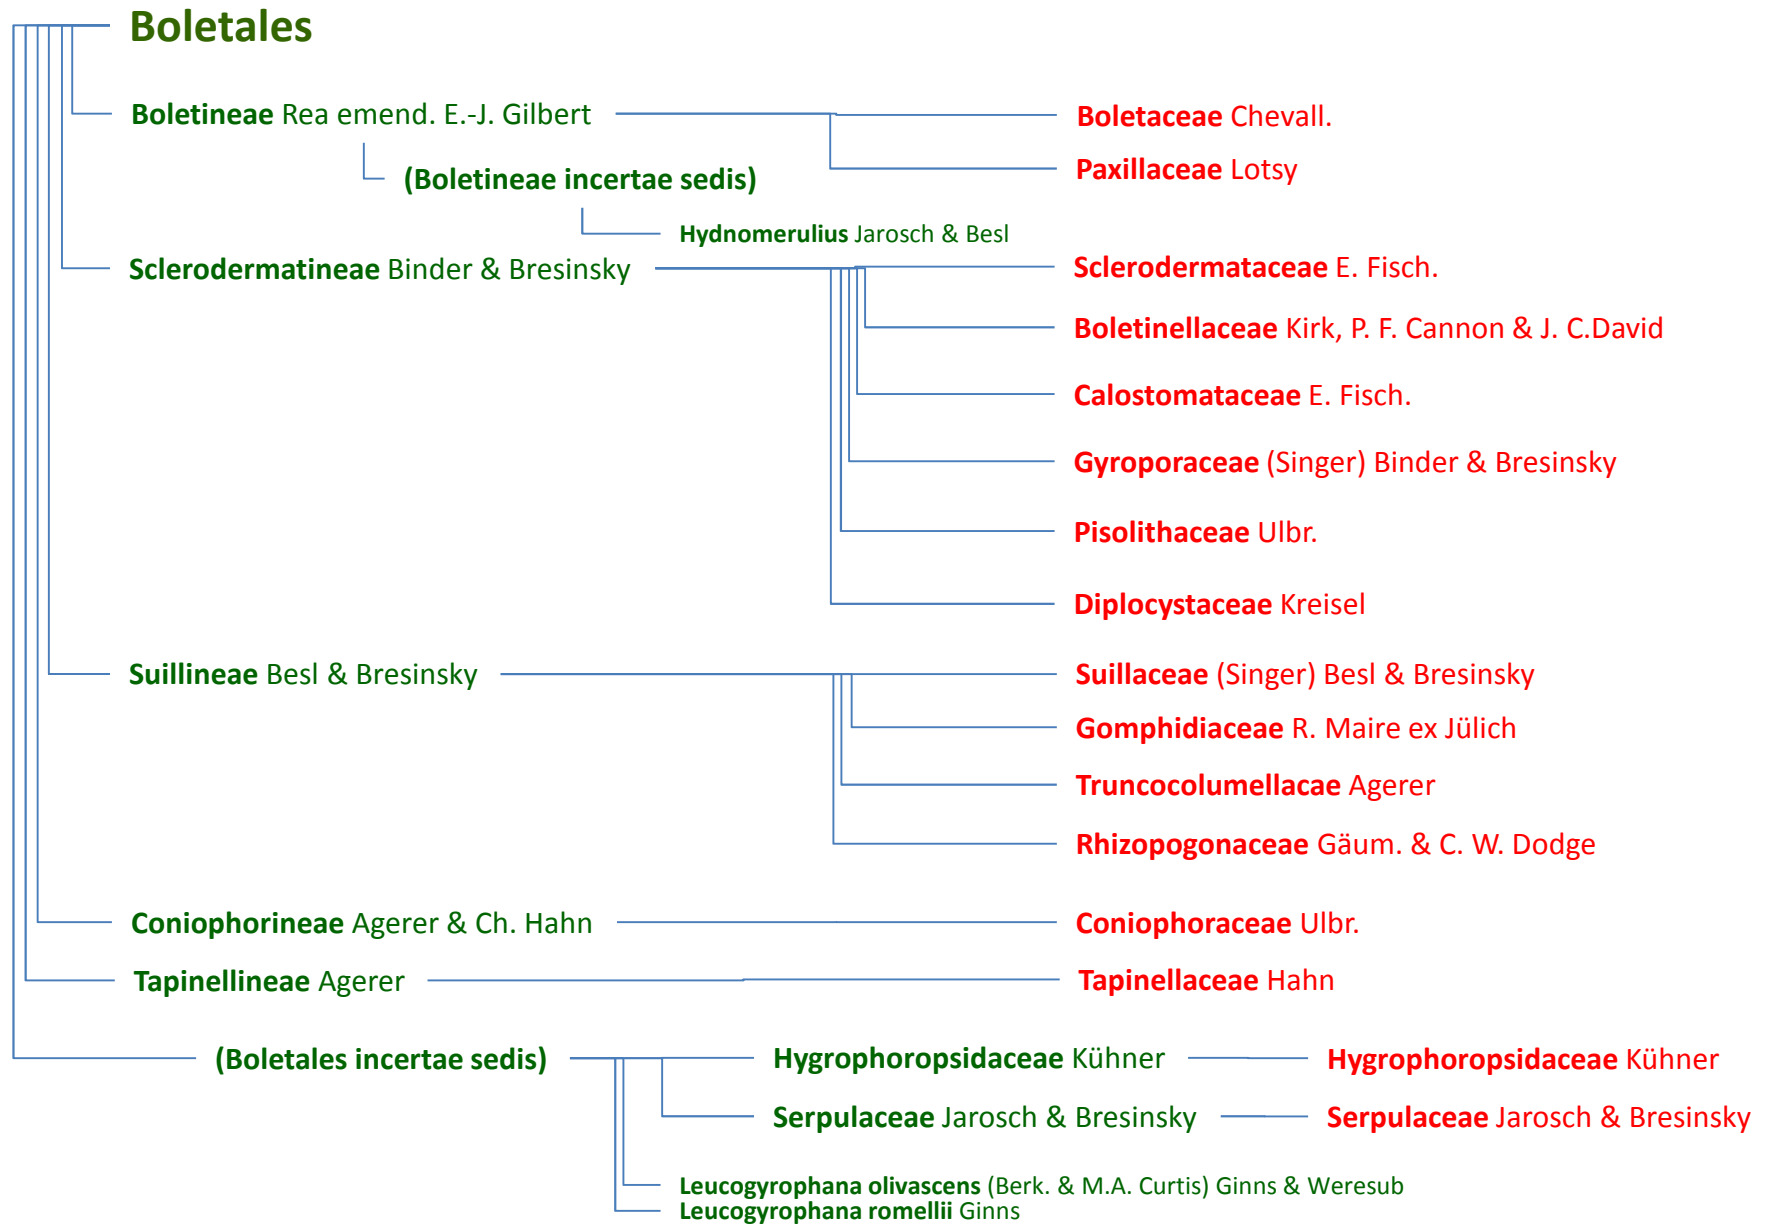 Boletales
Boletineae Rea emend. E.-J. Gilbert
Boletaceae Chevall.
Paxillaceae Lotsy
(Boletineae incertae sedis)
Hydnomerulius Jarosch & Besl
Sclerodermatineae Binder & Bresinsky
Sclerodermataceae E. Fisch.
Boletinellaceae Kirk, P. F. Cannon & J. C.David
Calostomataceae E. Fisch.
Gyroporaceae (Singer) Binder & Bresinsky
Pisolithaceae Ulbr.
Diplocystaceae Kreisel
Suillineae Besl & Bresinsky
Suillaceae (Singer) Besl & Bresinsky
Gomphidiaceae R. Maire ex Jülich
Truncocolumellacae Agerer
Rhizopogonaceae Gäum. & C. W. Dodge
Coniophorineae Agerer & Ch. Hahn
Coniophoraceae Ulbr.
Tapinellineae Agerer
Tapinellaceae Hahn
(Boletales incertae sedis)
Hygrophoropsidaceae Kühner
Hygrophoropsidaceae Kühner
Serpulaceae Jarosch & Bresinsky
Serpulaceae Jarosch & Bresinsky
Leucogyrophana olivascens (Berk. & M.A. Curtis) Ginns & Weresub
Leucogyrophana romellii Ginns